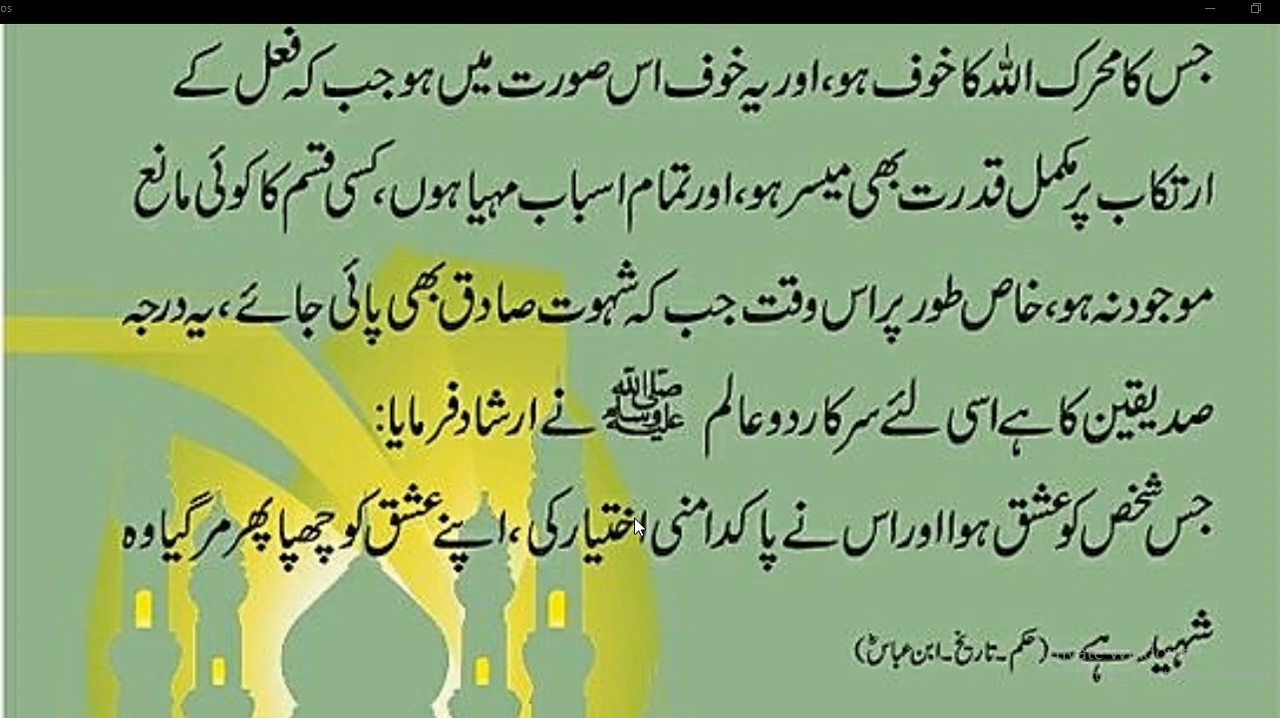 os
جس کا محرک اللہ کا خوف ہو، اور یہ خوف اس صورت میں ہو جب کہ فعل کے
ارتکاب پر مکمل قدرت بھی میسر ہو، اور تمام اسباب مہیا ہوں، کسی قسم کا کوئی مانع
موجود نہ ہو، خاص طور پر اس وقت جب کہ شہوت صادق بھی پائی جائے، یہ درجہ
صدیقین کا ہے اسی لئے سرکار دو عالم ﷺ نے ارشاد فرمایا:
جس شخص کو عشق ہوا اور اس نے پاکدامنی اختیار کی، اپنے عشق کو چھپا پھر مر گیا وہ
شہید ہے۔ (حکم۔ تاریخ۔ ابن عباسؓ)